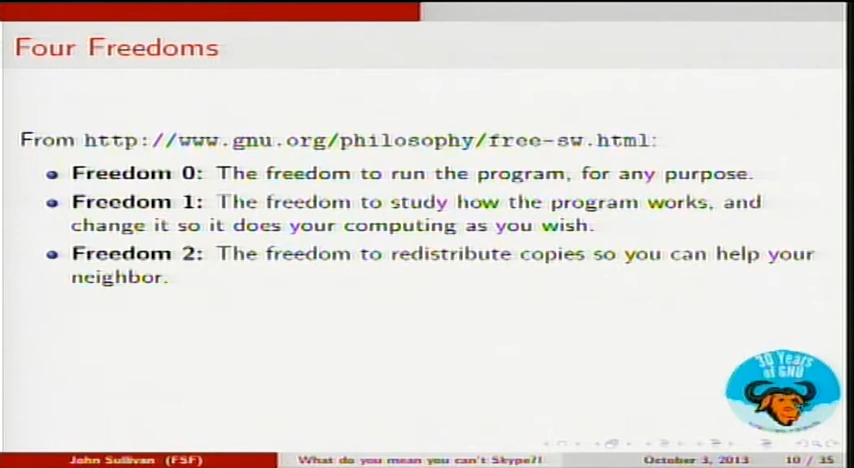 Four Freedoms
From http://www.gnu.org/philosophy/free-sw.html:
Freedom 0: The freedom to run the program, for any purpose.
Freedom 1: The freedom to study how the program works, and
change it so it does your computing as you wish.
Freedom 2: The freedom to redistribute copies so you can help your
neighbor.
30 Years
of GNU
John Sullivan (FSF)
What do you mean you can't Skype?!
October 3, 2013
10 / 35